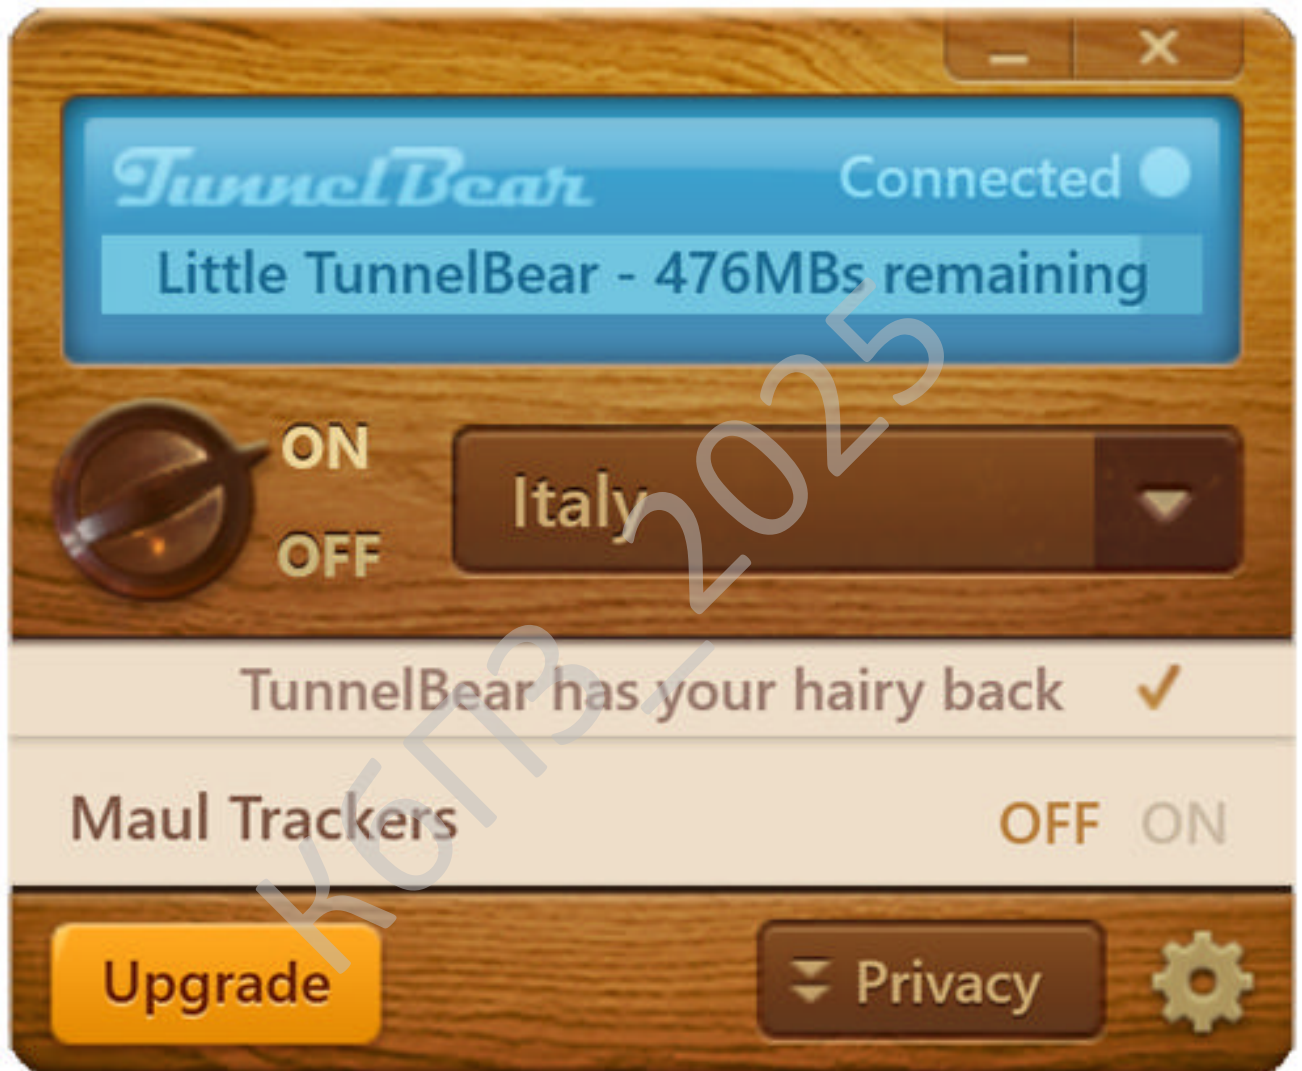 TunnelBear
Connected
Little TunnelBear - 476MBs remaining
ON
OFF
Italy
TunnelBear has your hairy back
Maul Trackers
OFF ON
Upgrade
Privacy
КбПЗ_2025